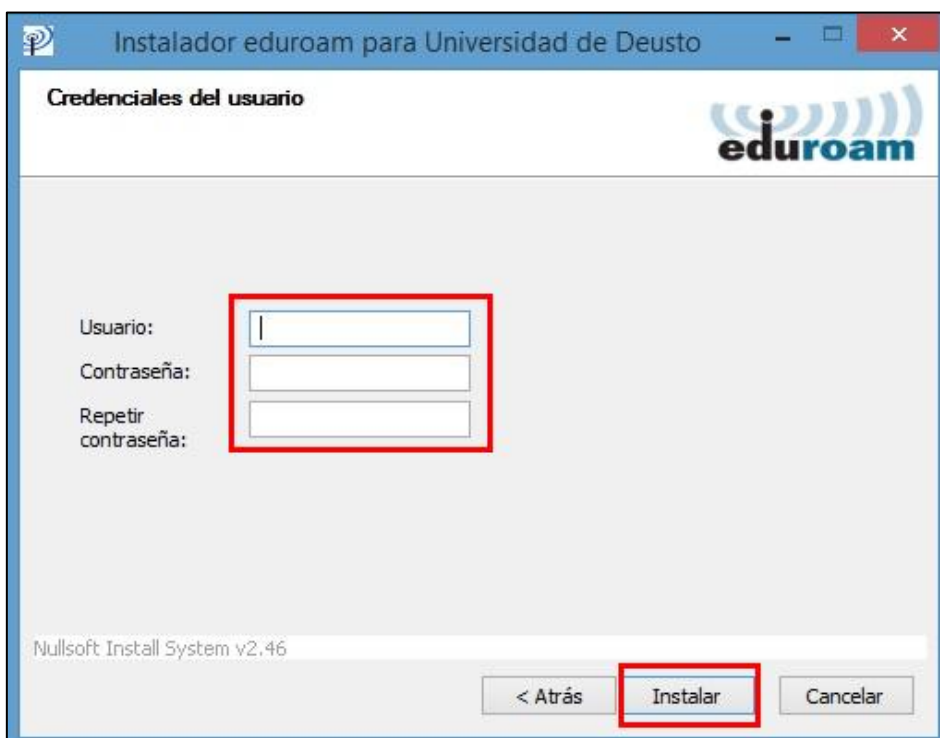 Instalador eduroam para Universidad de Deusto
Credenciales del usuario
eduroam
Usuario:
Contraseña:
Repetir
contraseña:
Nullsoft Install System v2.46
< Atrás
Instalar
Cancelar